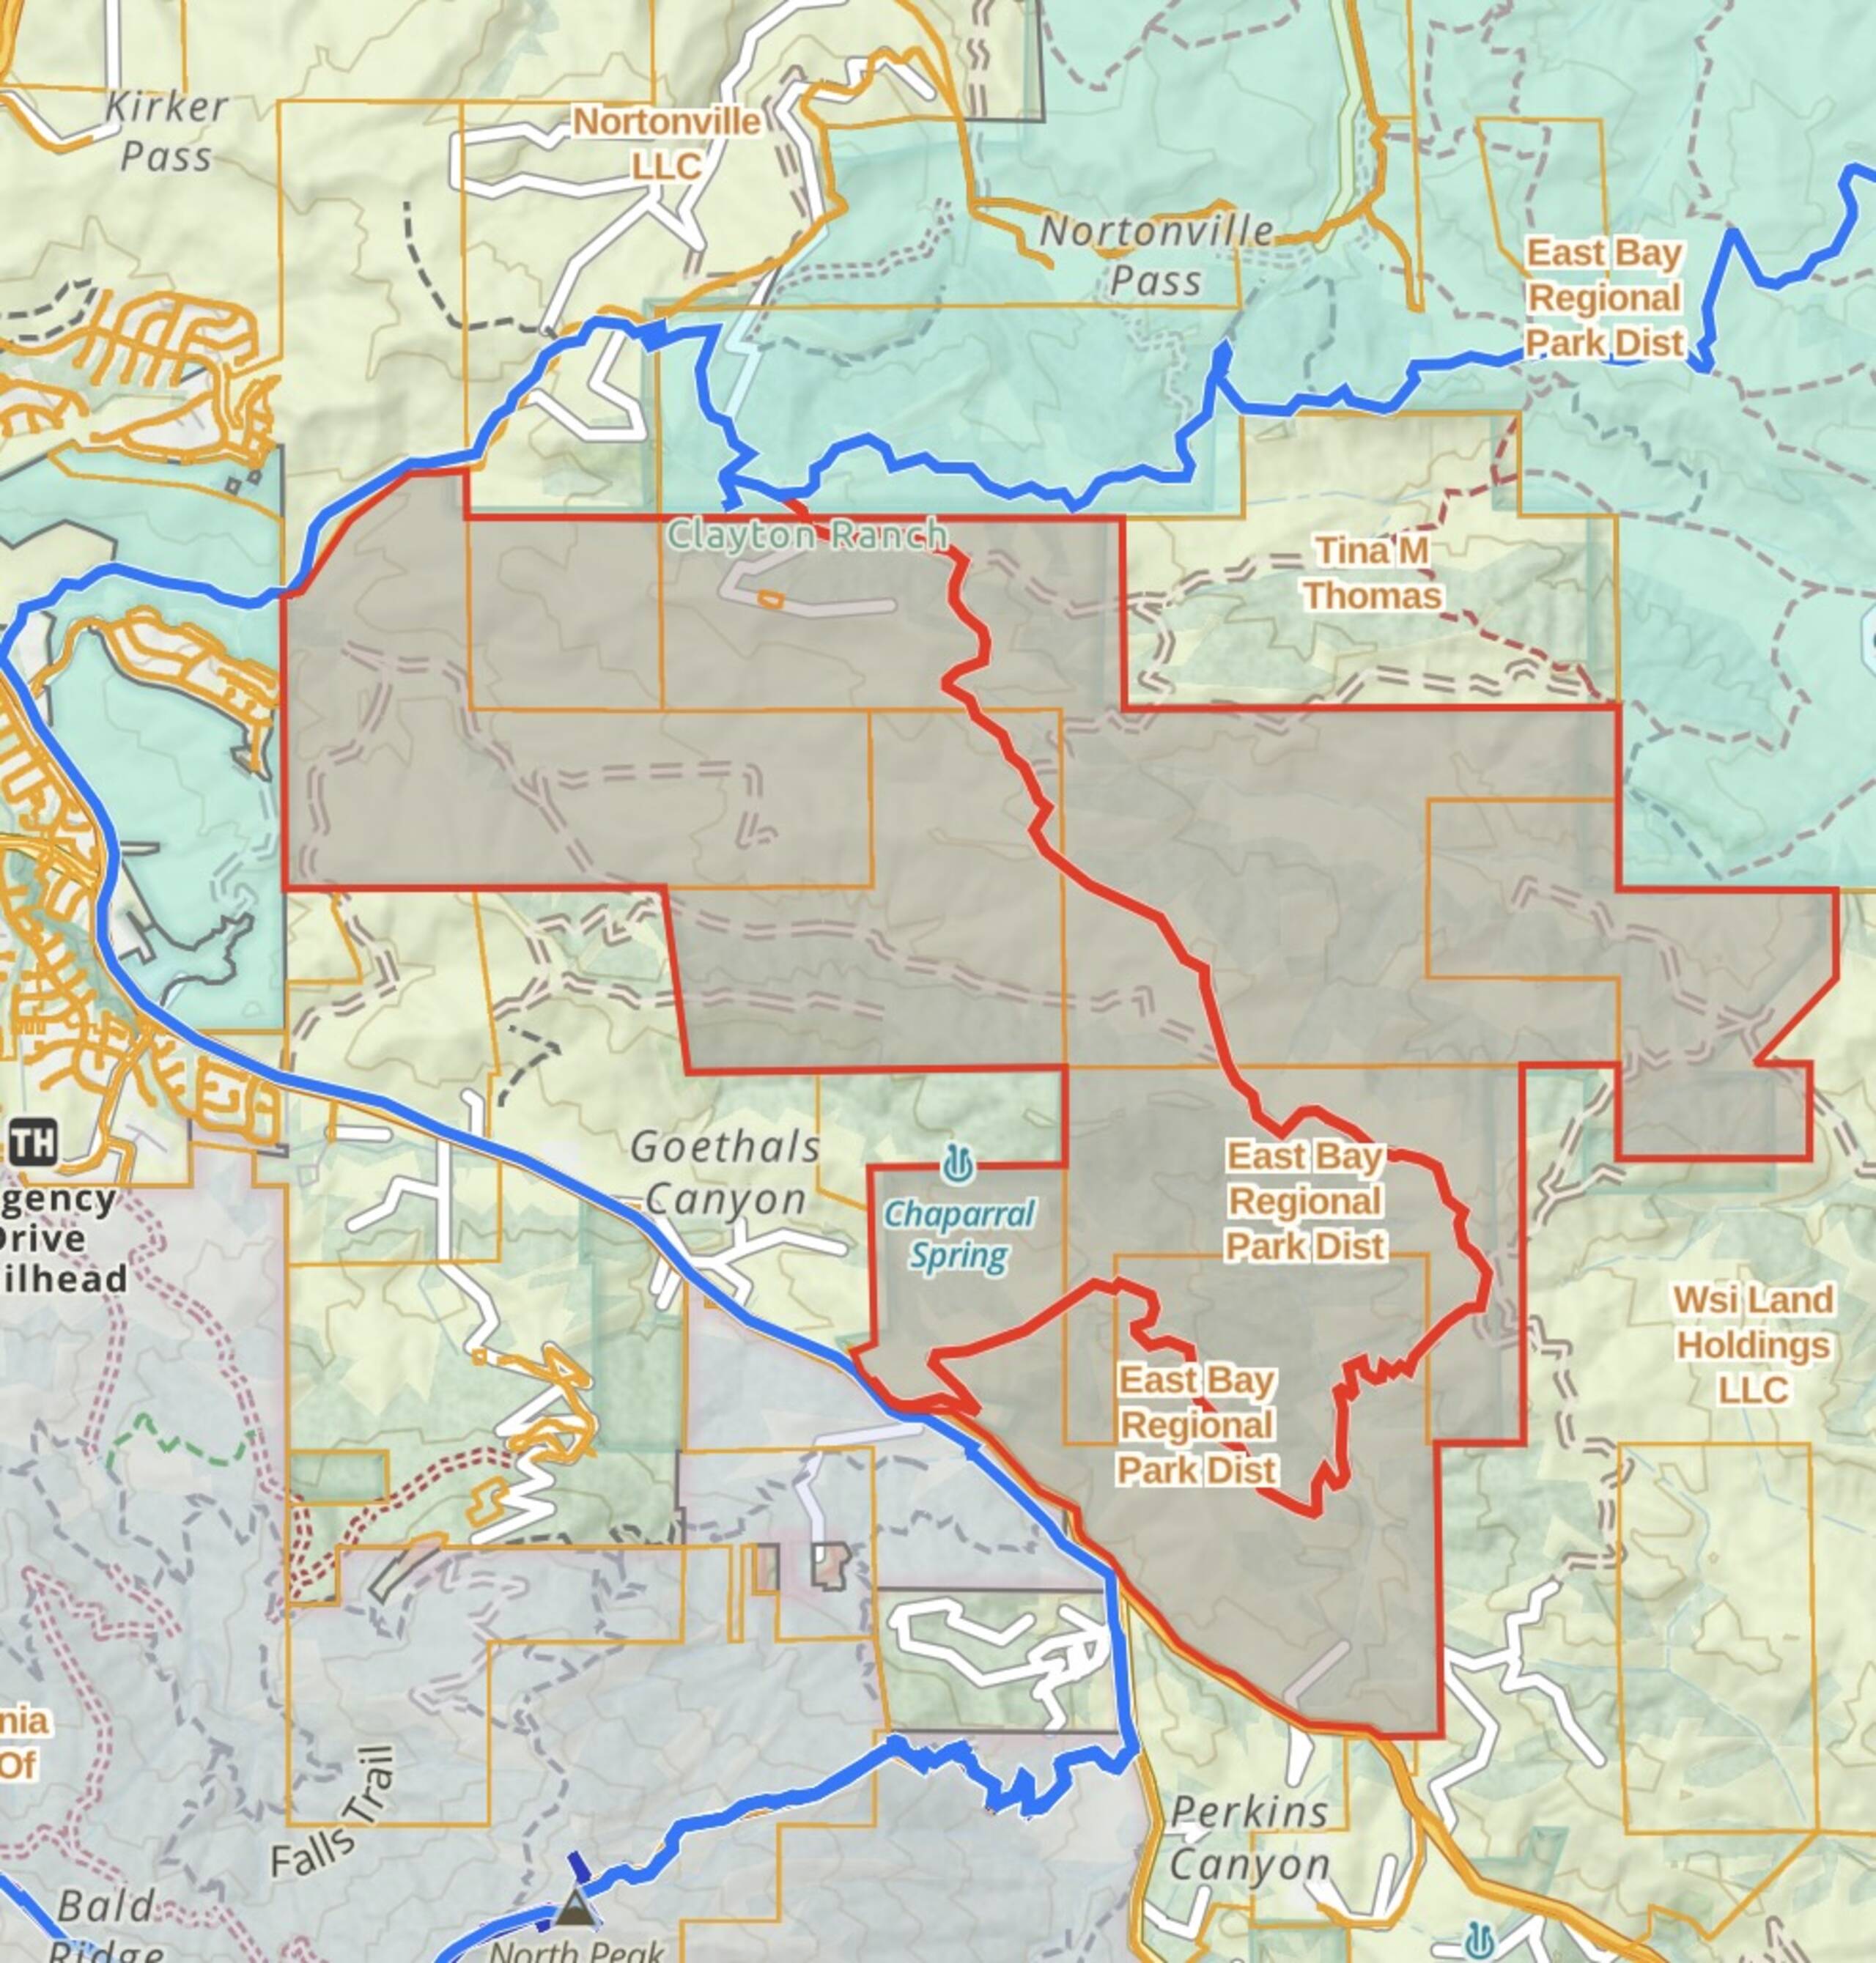 Kirker
Pass
Nortonville
LLC
Nortonville
Pass
East Bay
Regional
Park Dist
Clayton Ranch
Tina M
Thomas
TH
gency
Drive
ilhead
Goethals
Canyon
Chaparral
Spring
East Bay
Regional
Park Dist
East Bay
Regional
Park Dist
Wsi Land
Holdings
LLC
nia
Of
Falls Trail
Perkins
Canyon
Bald
Ridge
North Peak